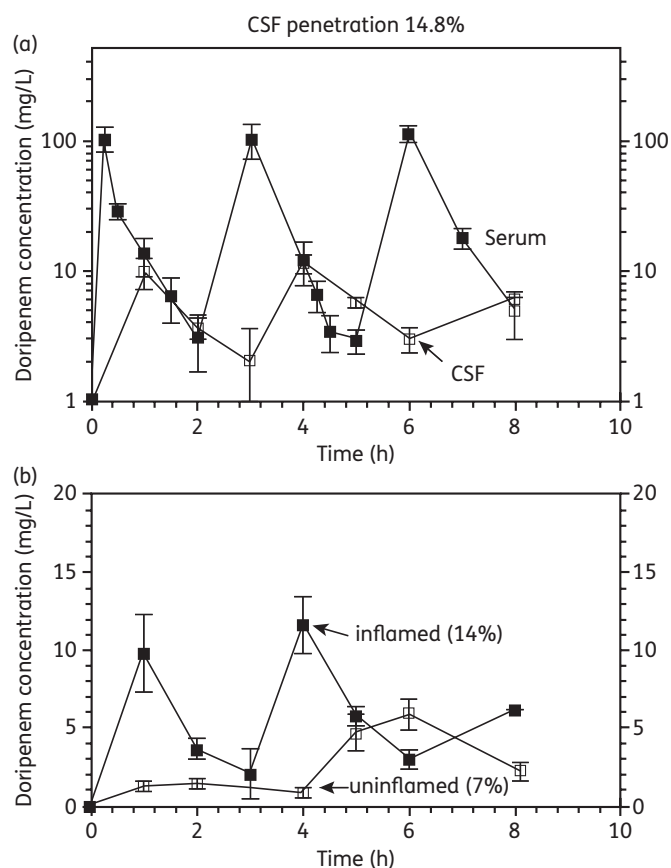 CSF penetration 14.8%
(a)
Doripenem concentration (mg/L)
100
10
1
100
10
1
Serum
CSF
0 2 4 6 8 10
Time (h)
(b)
Doripenem concentration (mg/L)
20
15
10
5
0
20
15
10
5
0
inflamed (14%)
uninflamed (7%)
0 2 4 6 8 10
Time (h)